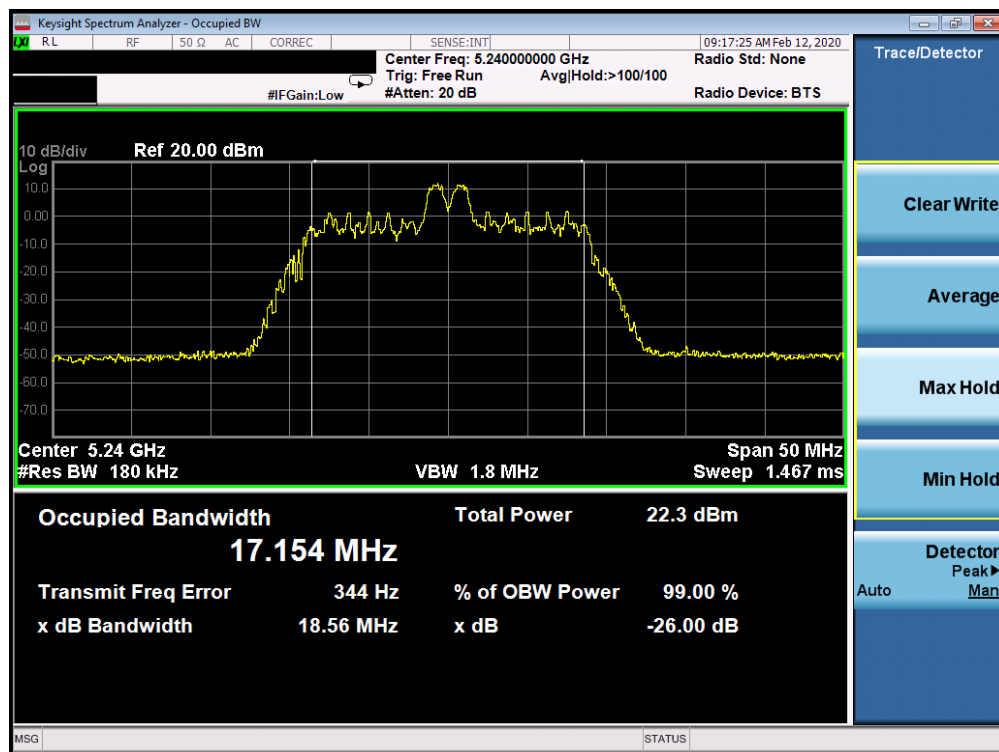 Keysight Spectrum Analyzer - Occupied BW
LXI RL RF 50 Ω AC CORREC SENSE:INT 09:17:25 AM Feb 12, 2020
Center Freq: 5.240000000 GHz Radio Std: None
Trig: Free Run Avg|Hold:>100/100
#IFGain:Low #Atten: 20 dB Radio Device: BTS
Trace/Detector
10 dB/div Ref 20.00 dBm
Log
10.0
0.00
-10.0
-20.0
-30.0
-40.0
-50.0
-60.0
-70.0
Center 5.24 GHz Span 50 MHz
#Res BW 180 kHz VBW 1.8 MHz Sweep 1.467 ms
Occupied Bandwidth Total Power 22.3 dBm
17.154 MHz
Transmit Freq Error 344 Hz % of OBW Power 99.00 %
x dB Bandwidth 18.56 MHz x dB -26.00 dB
Clear Write
Average
Max Hold
Min Hold
Detector
Peak▶
Auto Man
MSG STATUS